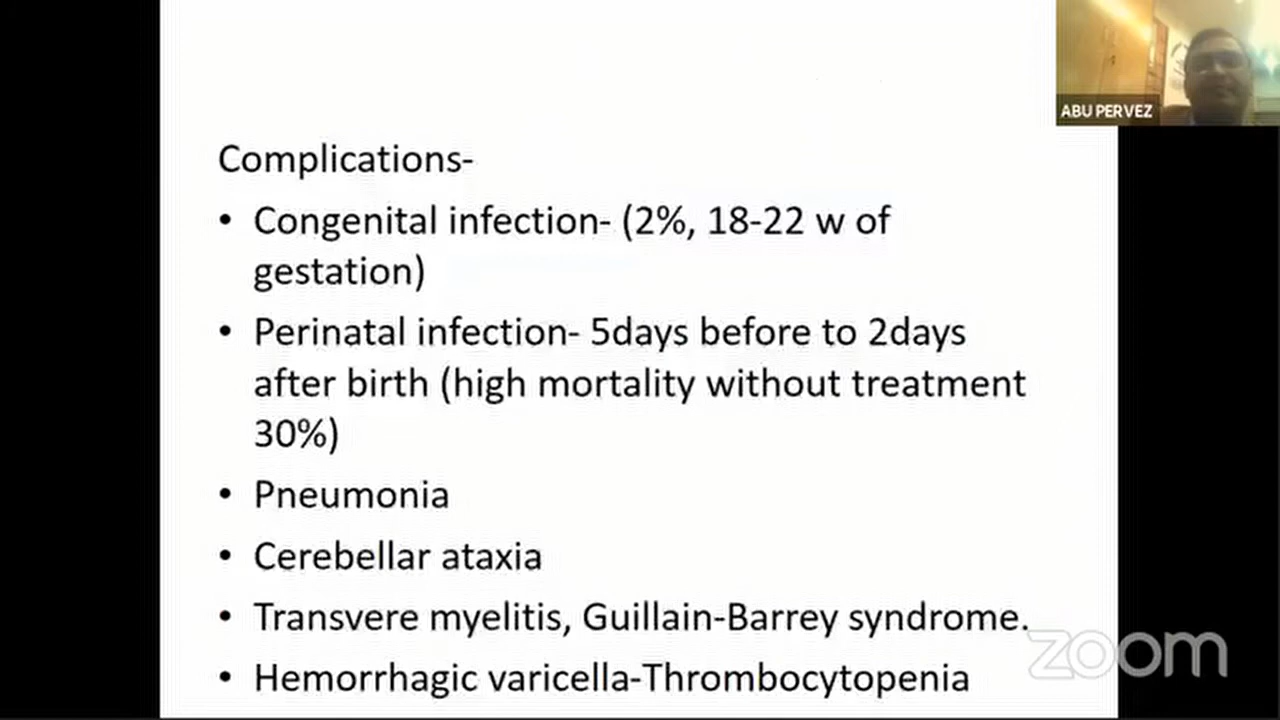 ABU PERVEZ
Complications-
• Congenital infection- (2%, 18-22 w of
gestation)
• Perinatal infection- 5days before to 2days
after birth (high mortality without treatment
30%)
• Pneumonia
• Cerebellar ataxia
• Transvere myelitis, Guillain-Barrey syndrome.
• Hemorrhagic varicella-Thrombocytopenia
zoom